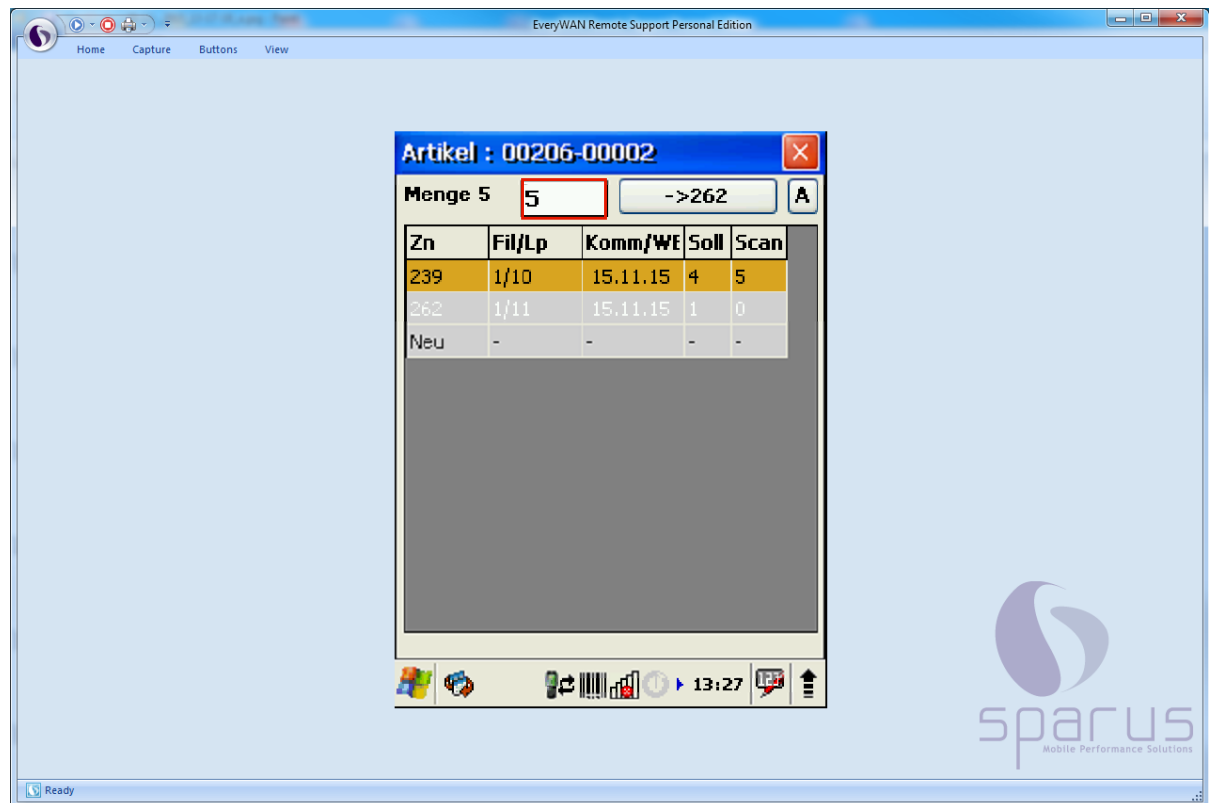 EveryWAN Remote Support Personal Edition
Home Capture Buttons View
Artikel : 00206-00002
Menge 5 5 ->262 A
Zn Fil/Lp Komm/WE Soll Scan
239 1/10 15.11.15 4 5
262 1/11 15.11.15 1 0
Neu - - - -
13:27 123
sparus
Mobile Performance Solutions
Ready